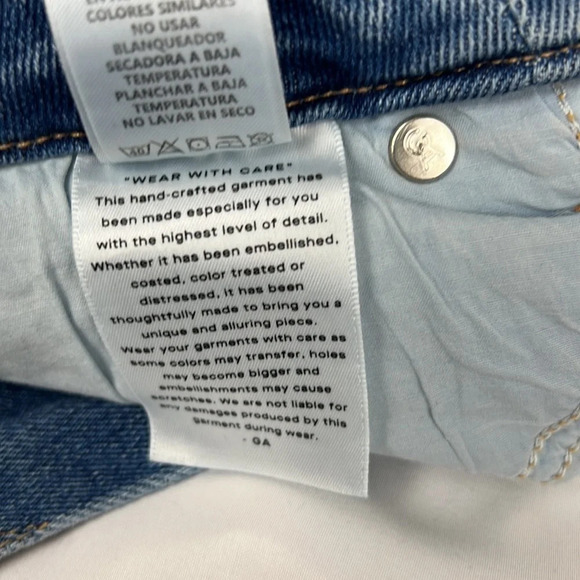 COLORES SIMILARES
NO USAR
BLANQUEADOR
SECADORA A BAJA
TEMPERATURA
PLANCHAR A BAJA
TEMPERATURA
NO LAVAR EN SECO
"WEAR WITH CARE"
This hand-crafted garment has
been made especially for you
with the highest level of detail.
Whether it has been embellished,
coated, color treated or
distressed, it has been
thoughtfully made to bring you a
unique and alluring piece.
Wear your garments with care as
some colors may transfer, holes
may become bigger and
embellishments may cause
scratches. We are not liable for
any damages produced by this
garment during wear.
- GA